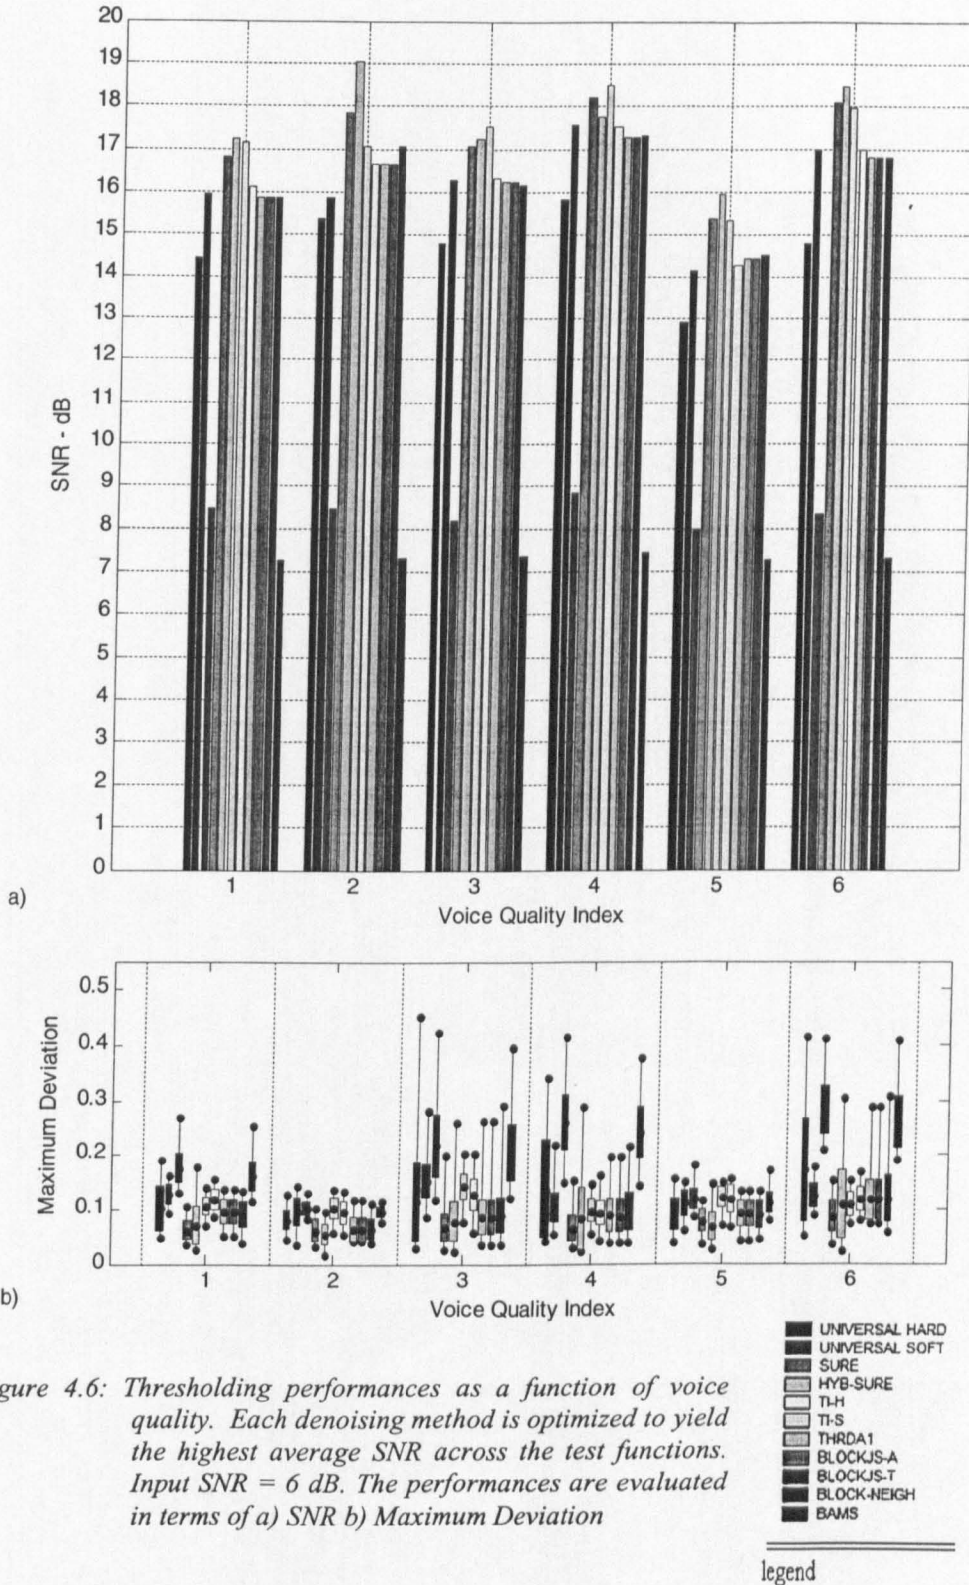 20
19
18
17
16
15
14
13
12
11
10
9
8
7
6
5
4
3
2
1
0
SNR - dB
1 2 3 4 5 6
Voice Quality Index
a)
0.5
0.4
0.3
0.2
0.1
0
Maximum Deviation
1 2 3 4 5 6
Voice Quality Index
b)
UNIVERSAL HARD
UNIVERSAL SOFT
SURE
HYB-SURE
TI-H
TI-S
THRDA1
BLOCKJS-A
BLOCKJS-T
BLOCK-NEIGH
BAMS
legend
gure 4.6: Thresholding performances as a function of voice
quality. Each denoising method is optimized to yield
the highest average SNR across the test functions.
Input SNR = 6 dB. The performances are evaluated
in terms of a) SNR b) Maximum Deviation